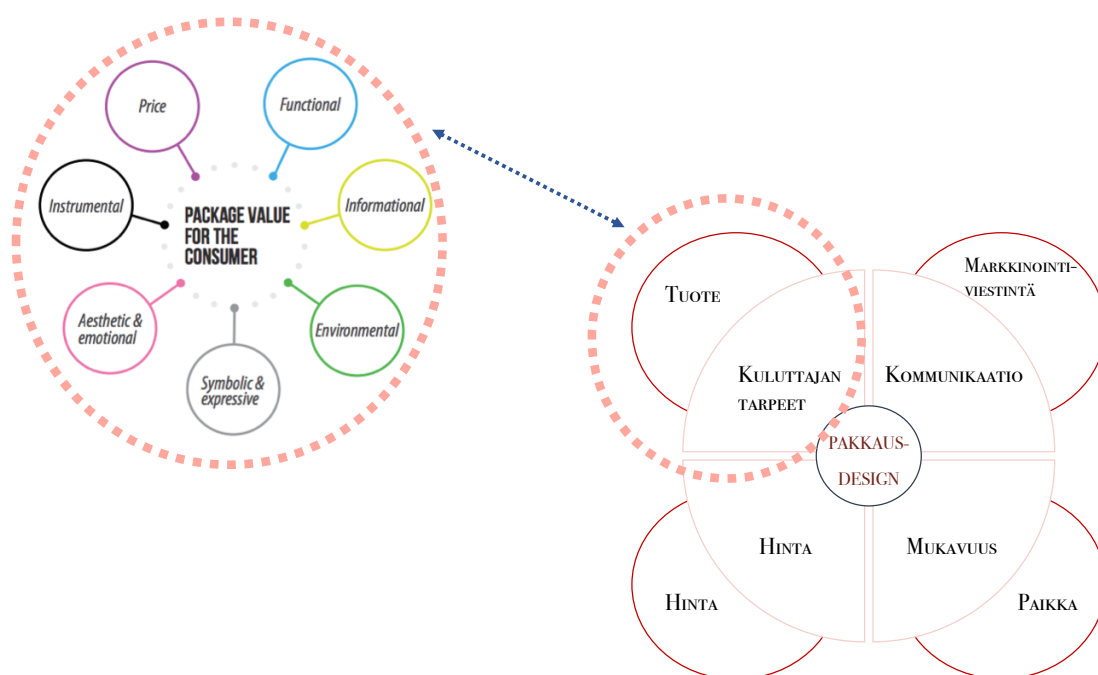 Price
Functional
Instrumental
PACKAGE VALUE
FOR THE
CONSUMER
Informational
Aesthetic &
emotional
Environmental
Symbolic &
expressive
TUOTE
MARKKINOINTI-
VIESTINTÄ
KULUTTAJAN
TARPEET
KOMMUNIKAATIO
PAKKAUS-
DESIGN
HINTA
MUKAVUUS
HINTA
PAIKKA